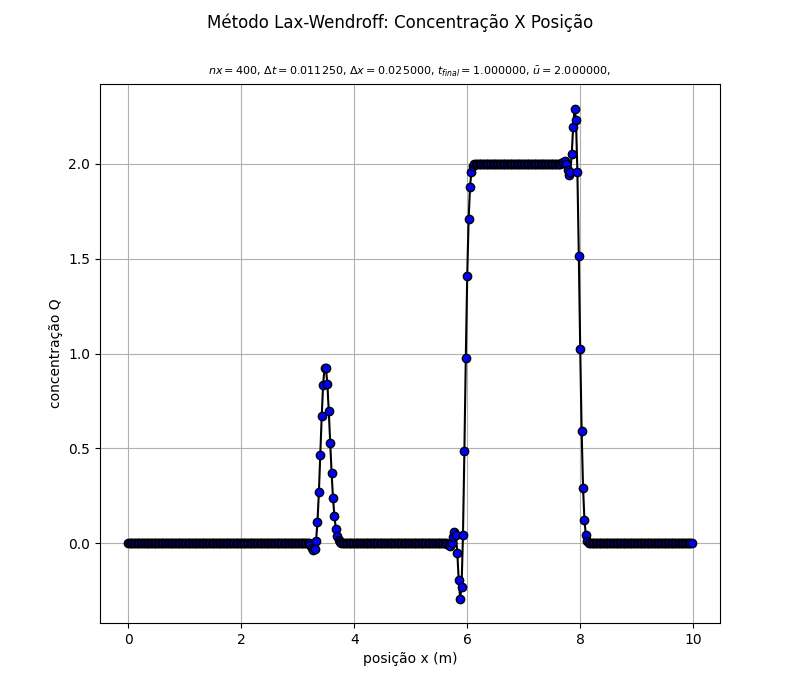 Método Lax-Wendroff: Concentração X Posição
nx = 400, Δt = 0.011250, Δx = 0.025000, t_final = 1.000000, ū = 2.000000,
concentração Q
2.0
1.5
1.0
0.5
0.0
0 2 4 6 8 10
posição x (m)